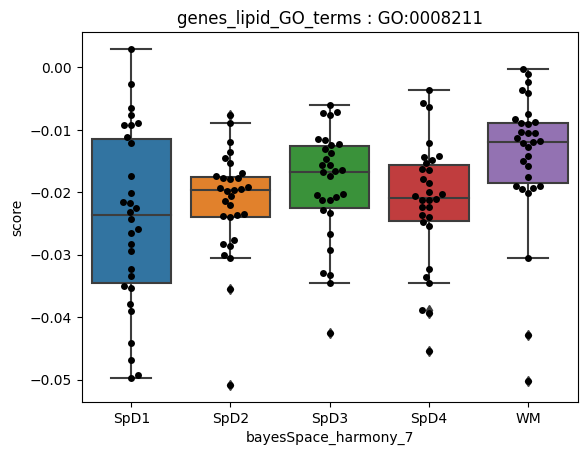 genes_lipid_GO_terms : GO:0008211
0.00
−0.01
−0.02
−0.03
−0.04
−0.05
score
SpD1 SpD2 SpD3 SpD4 WM
bayesSpace_harmony_7